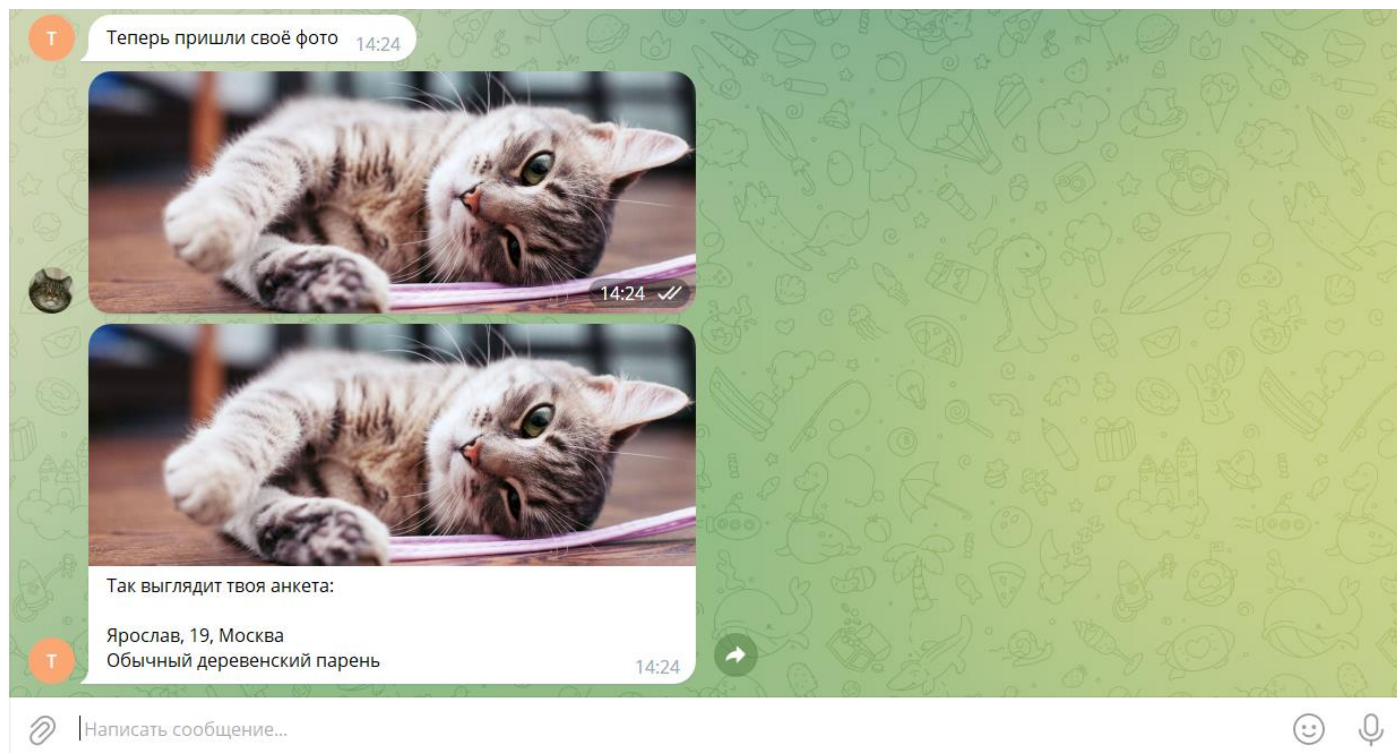 Т
Теперь пришли своё фото
14:24
14:24
Так выглядит твоя анкета:
Ярослав, 19, Москва
Обычный деревенский парень
14:24
Т
Написать сообщение...